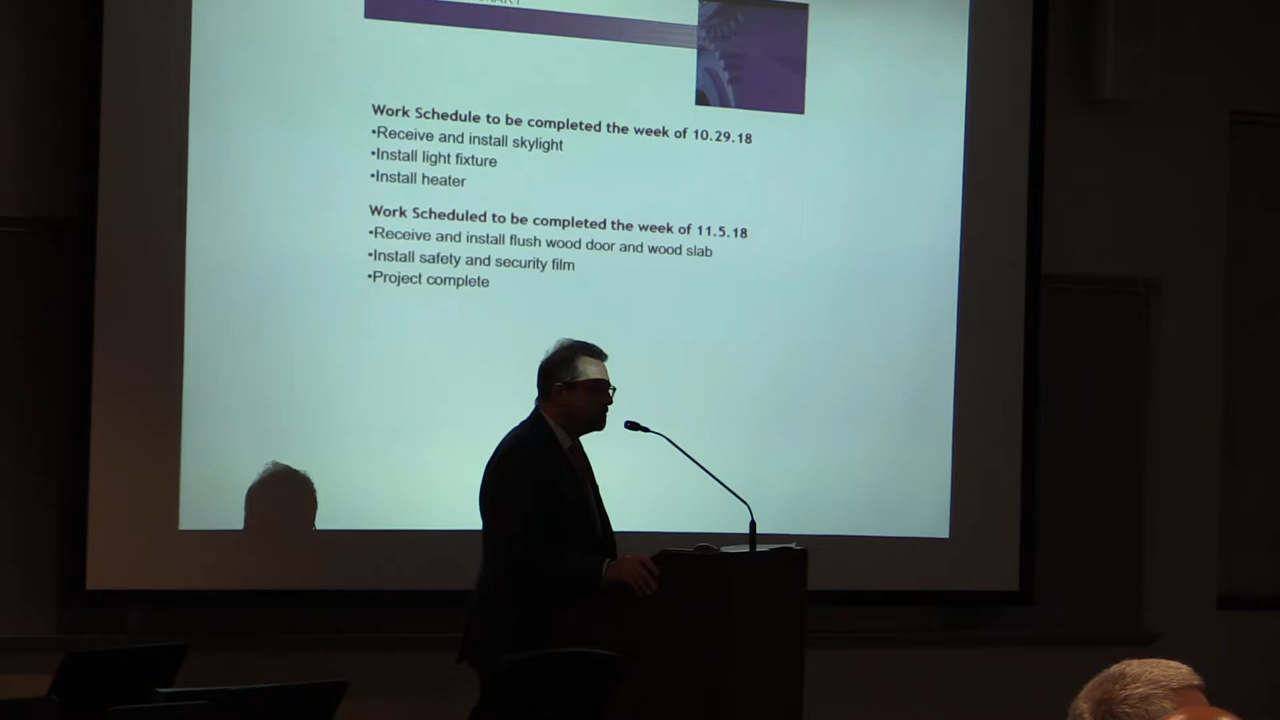 Work Schedule to be completed the week of 10.29.18
•Receive and install skylight
•Install light fixture
•Install heater
Work Scheduled to be completed the week of 11.5.18
•Receive and install flush wood door and wood slab
•Install safety and security film
•Project complete